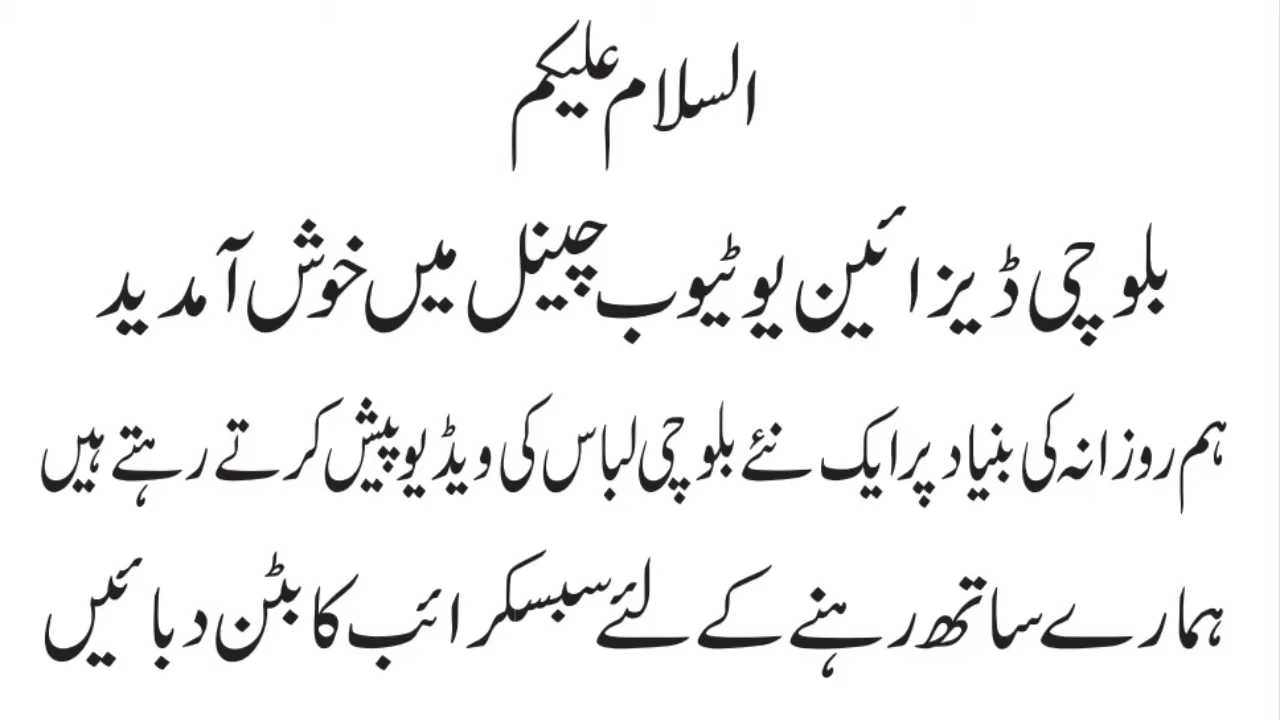 السلام علیکم
بلوچی ڈیزائین یوٹیوب چینل میں خوش آمدید
ہم روزانہ کی بنیاد پر ایک نئے بلوچی لباس کی ویڈیو پیش کرتے رہتے ہیں
ہمارے ساتھ رہنے کے لئے سبسکرائب کا بٹن دبائیں